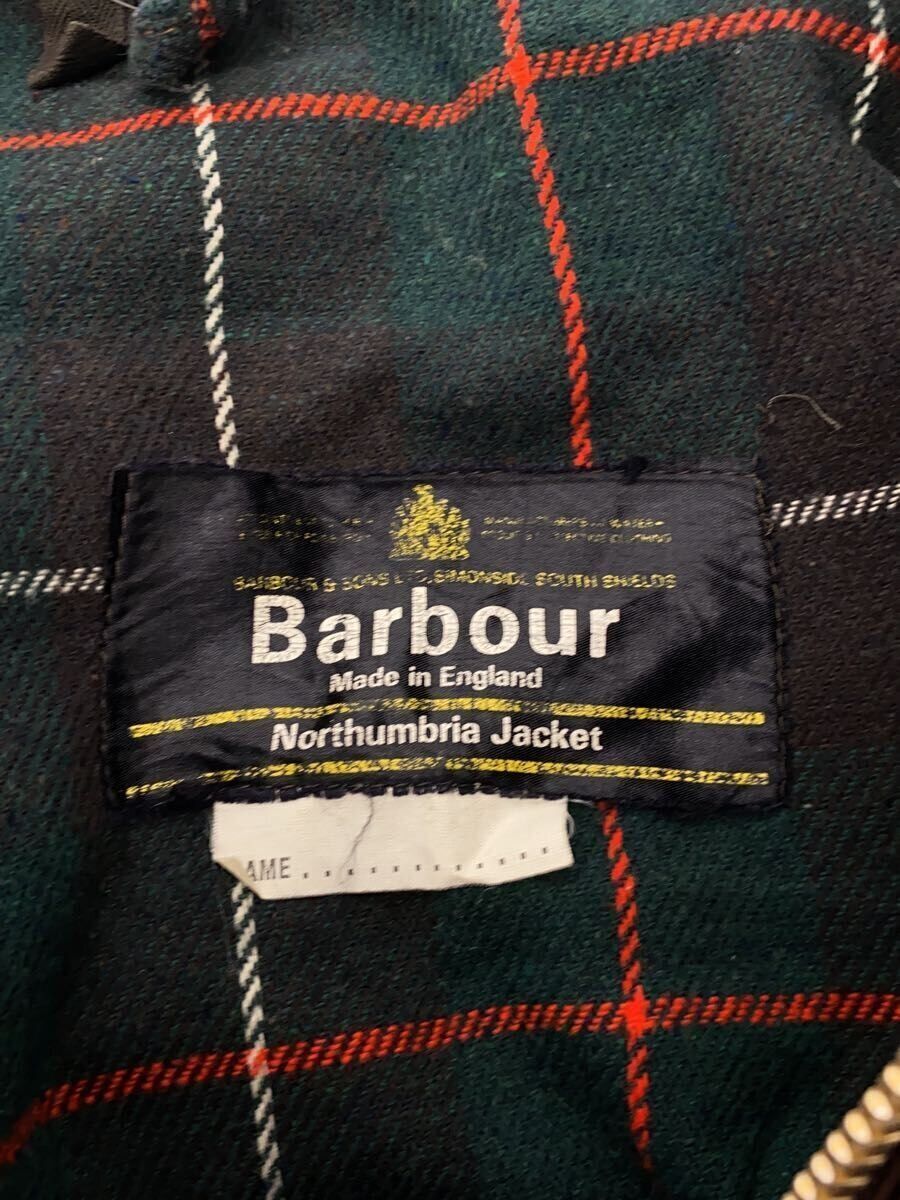 BARBOUR & SONS LTD. SIMONSIDE SOUTH SHIELDS
Barbour
Made in England
Northumbria Jacket
AME............